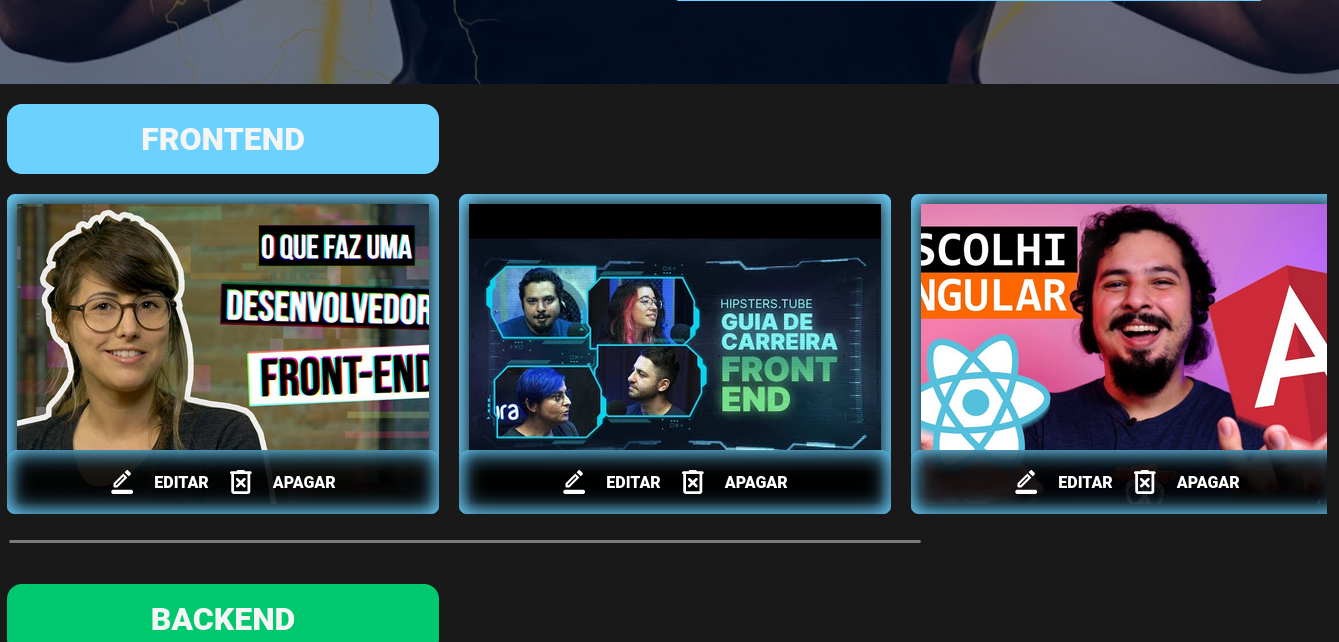 FRONTEND
O QUE FAZ UMA
DESENVOLVEDOR
FRONT-END
HIPSTERS.TUBE
GUIA DE
CARREIRA
FRONT
END
ra
SCOLHI
NGULAR
A
EDITAR APAGAR
EDITAR APAGAR
EDITAR APAGAR
BACKEND